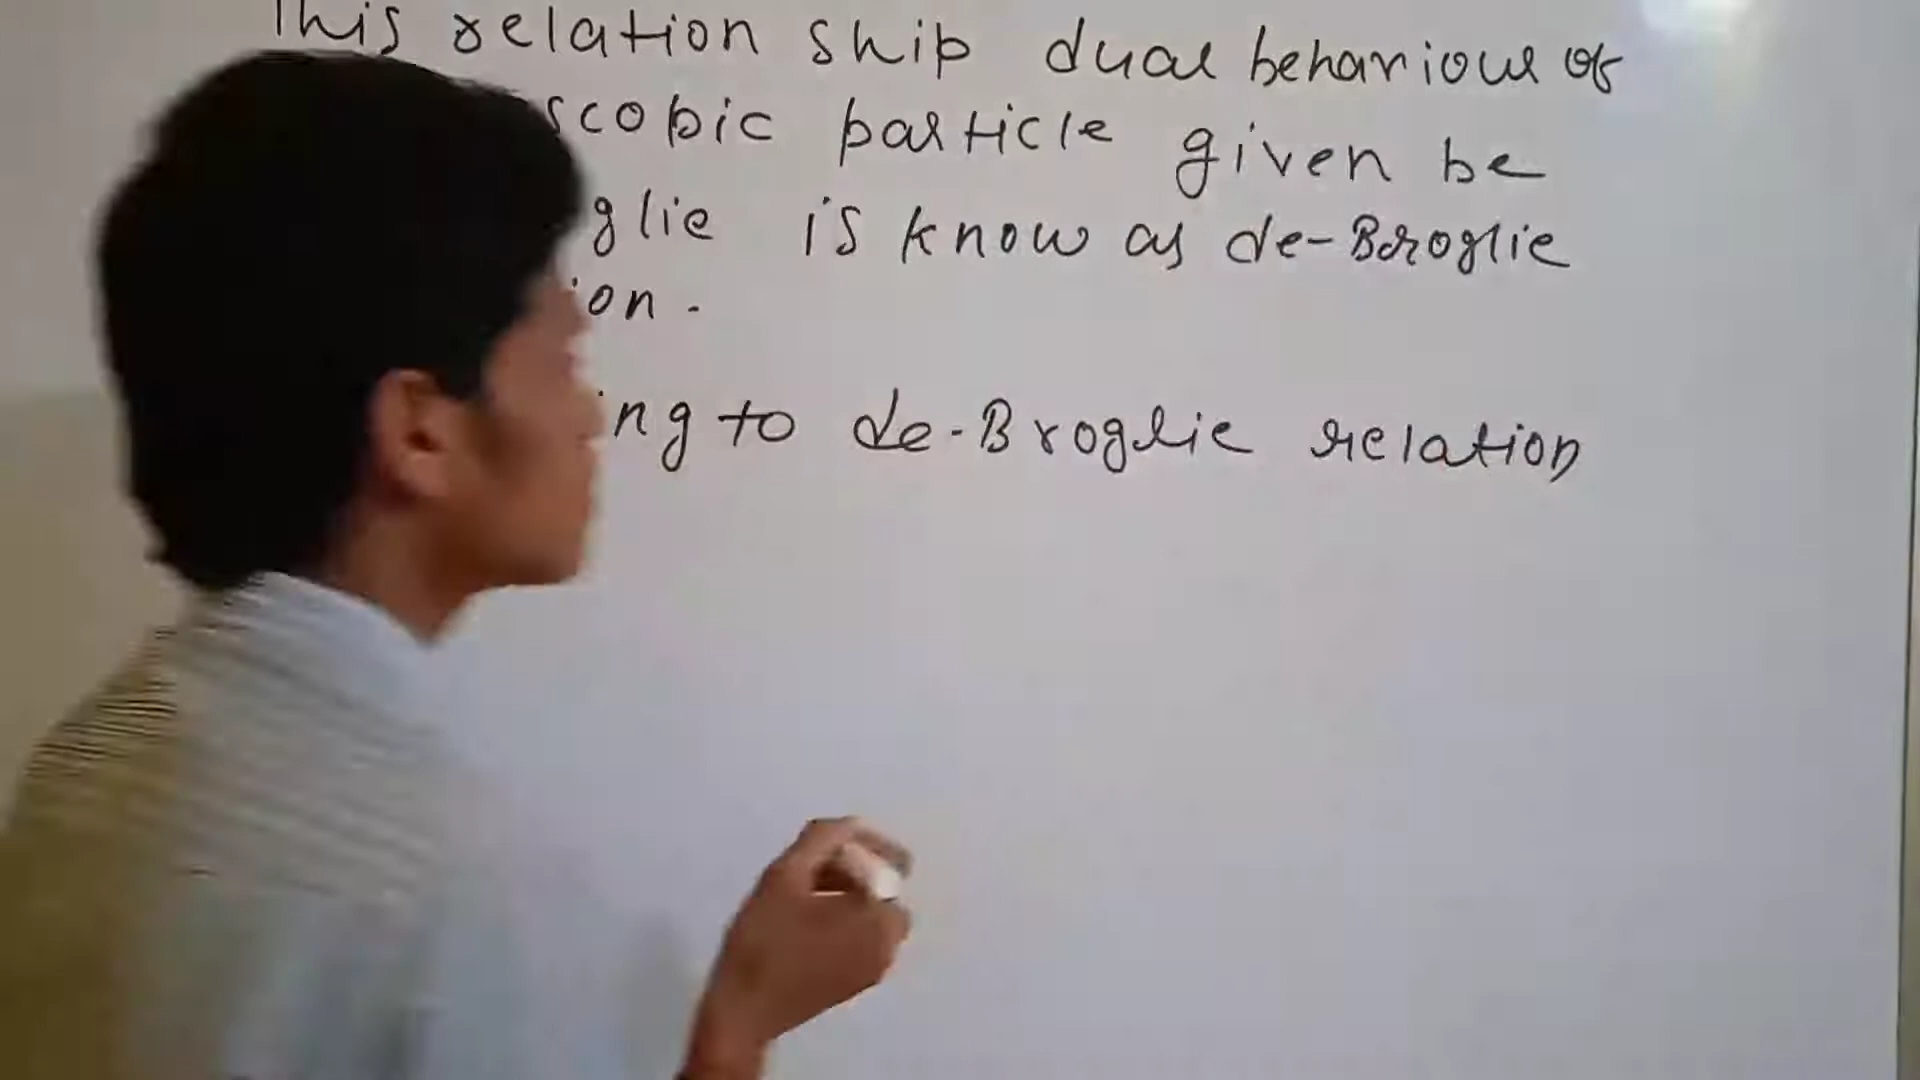 This relation ship dual behaviour of
scopic particle given be
glie is know as de-Broglie
ion.
ing to de-Broglie relation